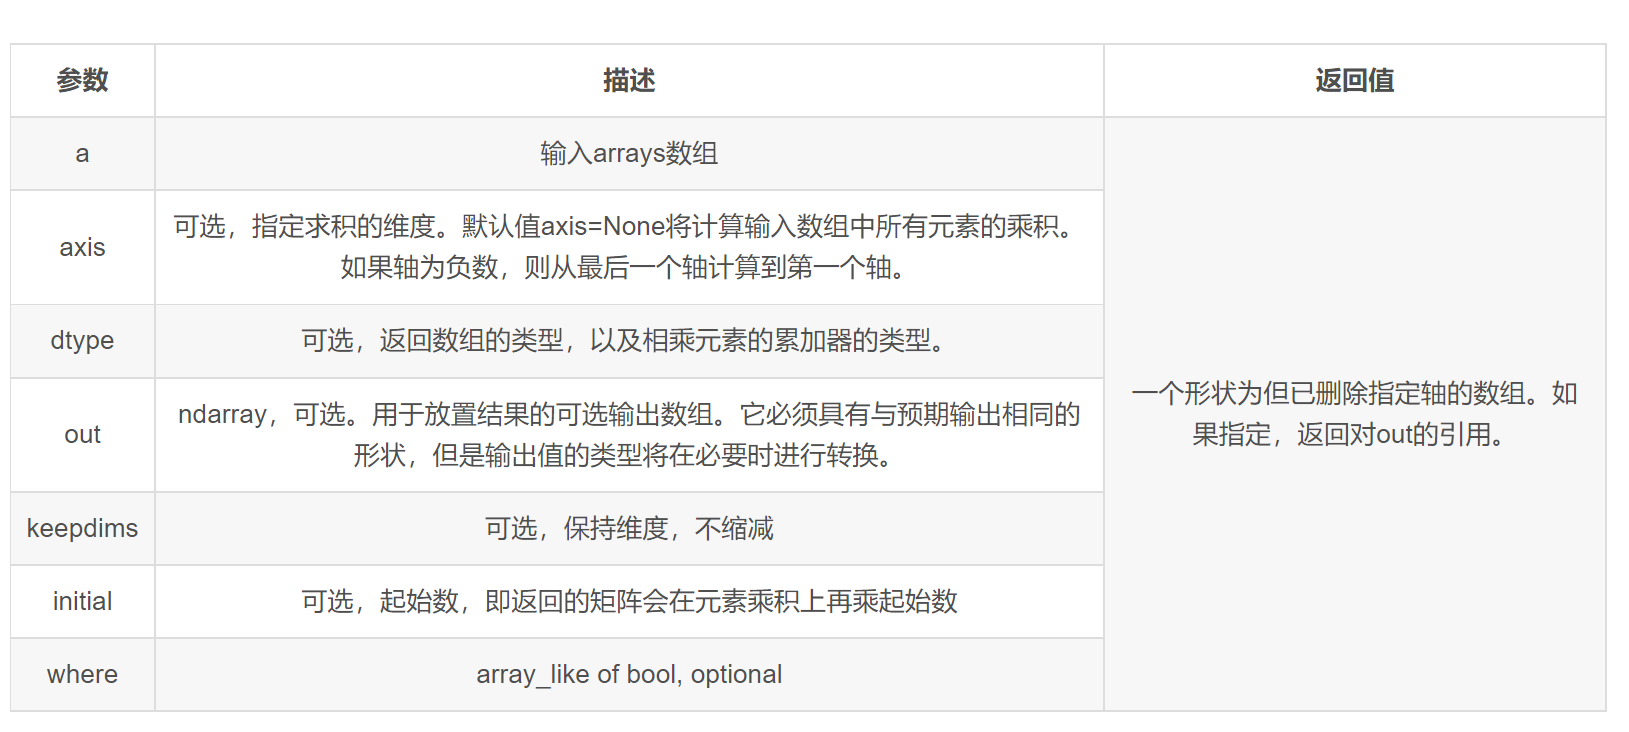 参数 描述 返回值
a 输入arrays数组
axis 可选，指定求积的维度。默认值axis=None将计算输入数组中所有元素的乘积。
如果轴为负数，则从最后一个轴计算到第一个轴。
dtype 可选，返回数组的类型，以及相乘元素的累加器的类型。
out ndarray，可选。用于放置结果的可选输出数组。它必须具有与预期输出相同的
形状，但是输出值的类型将在必要时进行转换。
keepdims 可选，保持维度，不缩减
initial 可选，起始数，即返回的矩阵会在元素乘积上再乘起始数
where array_like of bool, optional
一个形状为但已删除指定轴的数组。如
果指定，返回对out的引用。